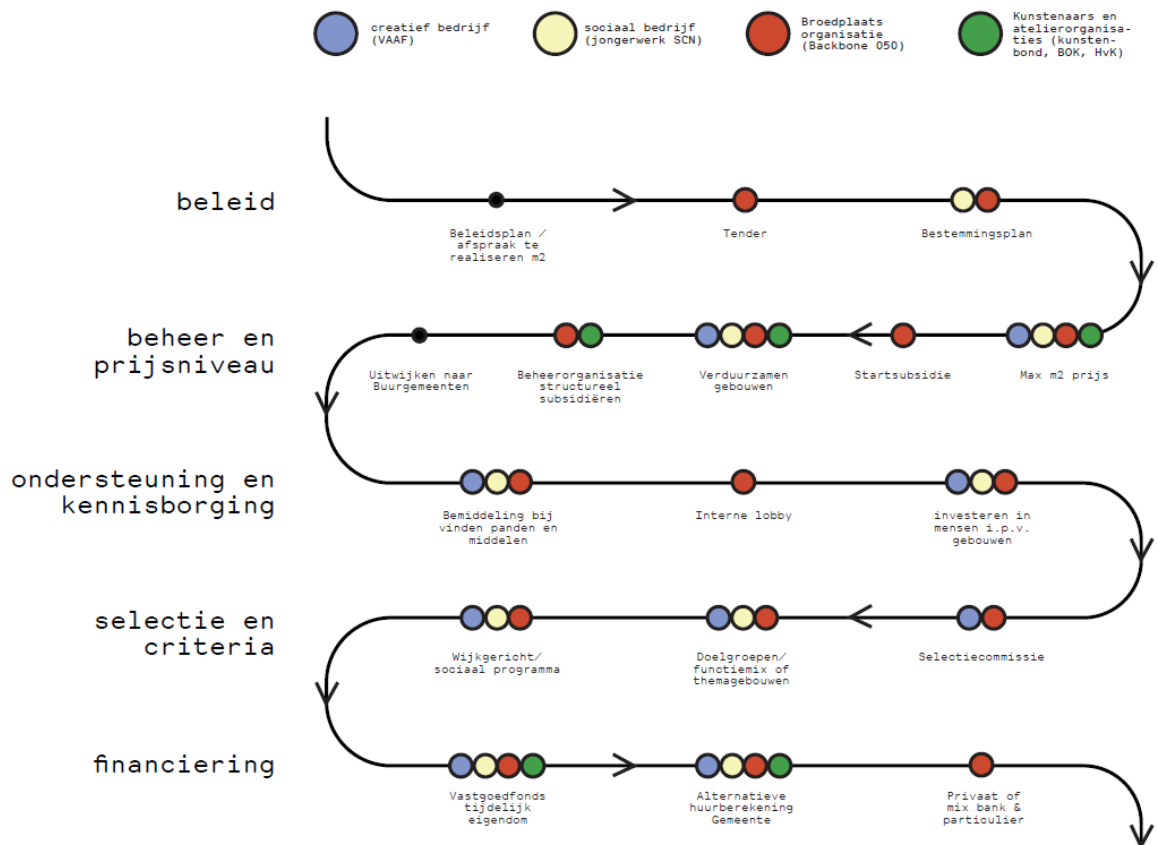 creatief bedrijf
(VAAF)
sociaal bedrijf
(jongerwerk SCN)
Broedplaats
organisatie
(Backbone 050)
Kunstenaars en
atelierorganisa-
ties (kunsten-
bond, BOK, HvK)
beleid
Beleidsplan /
afspraak te
realiseren m2
Tender
Bestemmingsplan
beheer en
prijsniveau
Uitwijken naar
Buurgemeenten
Beheerorganisatie
structureel
subsidiëren
Verduurzamen
gebouwen
Startsubsidie
Max m2 prijs
ondersteuning en
kennisborging
Bemiddeling bij
vinden panden en
middelen
Interne lobby
investeren in
mensen i.p.v.
gebouwen
selectie en
criteria
Wijkgericht/
sociaal programma
Doelgroepen/
functiemix of
themagebouwen
Selectiecommissie
financiering
Vastgoedfonds
tijdelijk
eigendom
Alternatieve
huurberekening
Gemeente
Privaat of
mix bank &
particulier